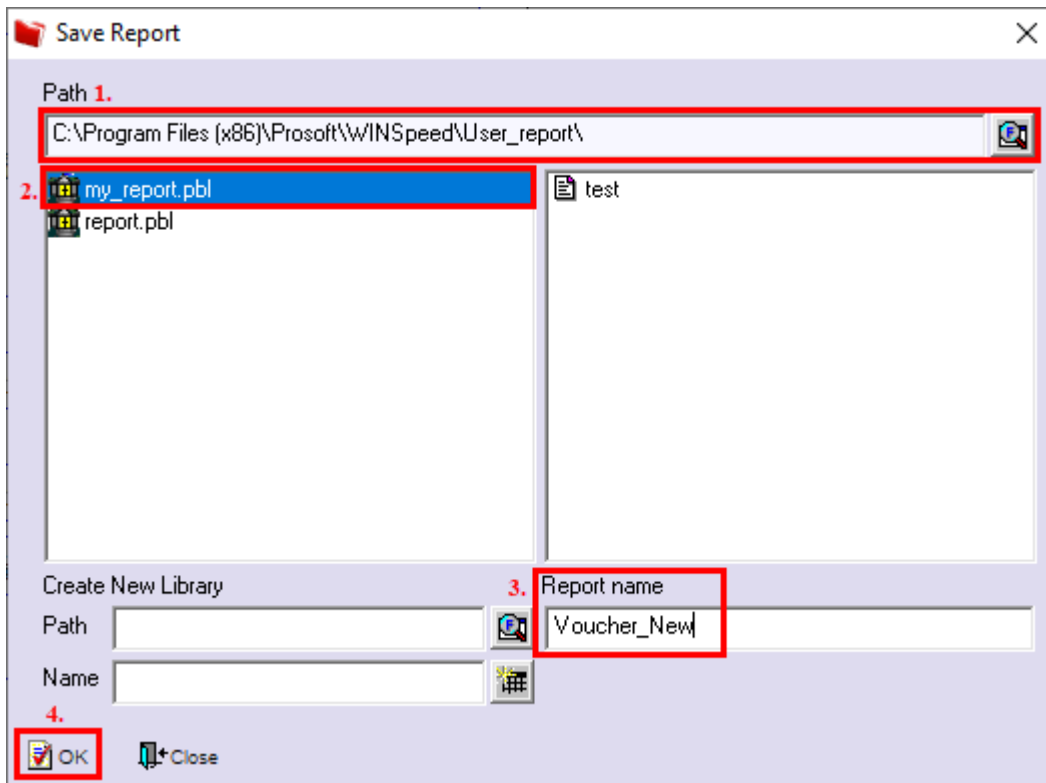 Save Report
Path 1.
C:\Program Files (x86)\Prosoft\WINSpeed\User_report\
2. my_report.pbl
report.pbl
test
Create New Library
3. Report name
Path
Voucher_New
Name
4.
OK
Close